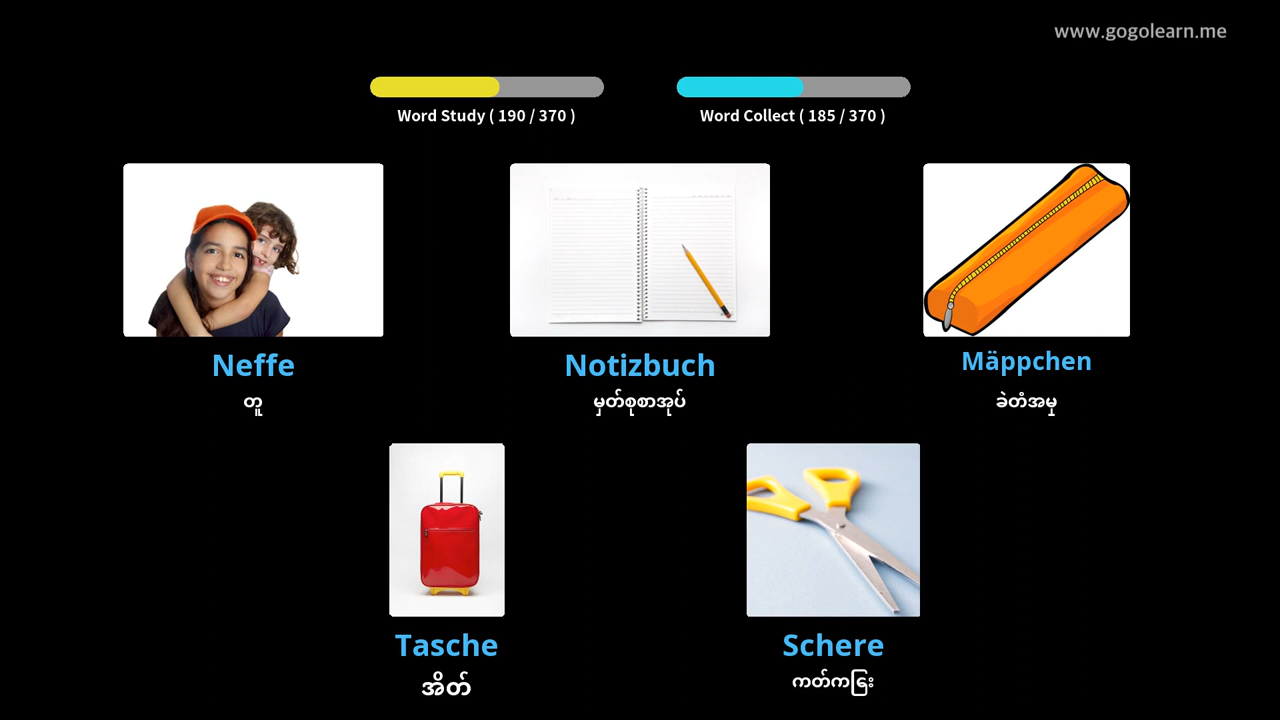 www.gogolearn.me
Word Study ( 190 / 370 )
Word Collect ( 185 / 370 )
Neffe
တူ
Notizbuch
မှတ်စုစာအုပ်
Mäppchen
ခဲတံအမှ
Tasche
အိတ်
Schere
ကတ်ကြေး